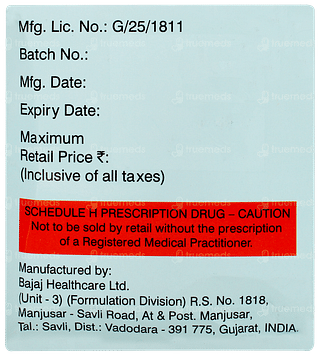 Mfg. Lic. No.: G/25/1811
Batch No.:
Mfg. Date:
Expiry Date:
Maximum
Retail Price ₹:
(Inclusive of all taxes)
SCHEDULE H PRESCRIPTION DRUG – CAUTION
Not to be sold by retail without the prescription
of a Registered Medical Practitioner.
Manufactured by:
Bajaj Healthcare Ltd.
(Unit - 3) (Formulation Division) R.S. No. 1818,
Manjusar - Savli Road, At & Post. Manjusar,
Tal.: Savli, Dist.: Vadodara - 391 775, Gujarat, INDIA.